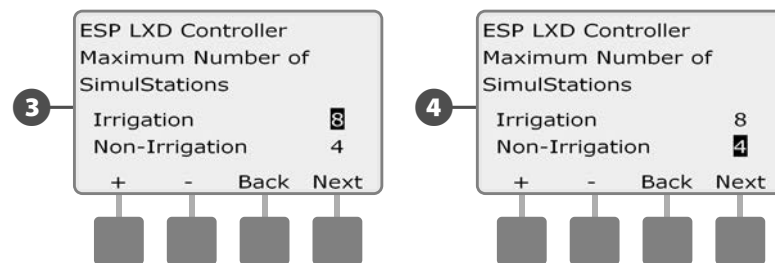 3
ESP LXD Controller
Maximum Number of
SimulStations
Irrigation 8
Non-Irrigation 4
+ - Back Next
4
ESP LXD Controller
Maximum Number of
SimulStations
Irrigation 8
Non-Irrigation 4
+ - Back Next